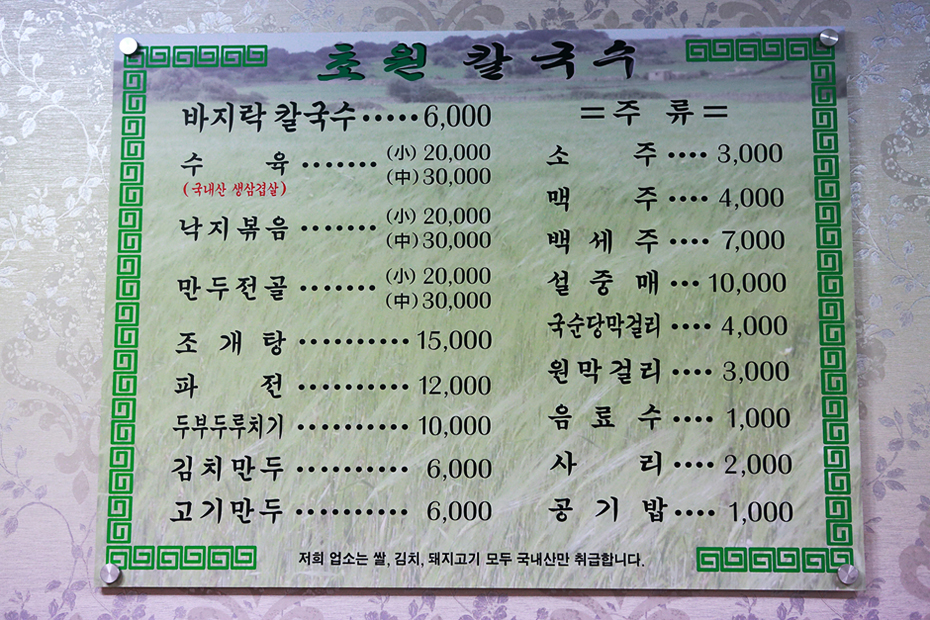 초원 칼국수
바지락 칼국수 ····· 6,000
수 육 ······· (小) 20,000
(국내산 생삼겹살) (中) 30,000
낙지볶음 ······· (小) 20,000
(中) 30,000
만두전골 ······· (小) 20,000
(中) 30,000
조 개 탕 ·········· 15,000
파 전 ·········· 12,000
두부두루치기 ·········· 10,000
김치만두 ·········· 6,000
고기만두 ·········· 6,000
= 주 류 =
소 주 ···· 3,000
맥 주 ···· 4,000
백 세 주 ···· 7,000
설 중 매 ··· 10,000
국순당막걸리 ···· 4,000
원막걸리 ···· 3,000
음 료 수 ···· 1,000
사 리 ···· 2,000
공 기 밥 ···· 1,000
저희 업소는 쌀, 김치, 돼지고기 모두 국내산만 취급합니다.